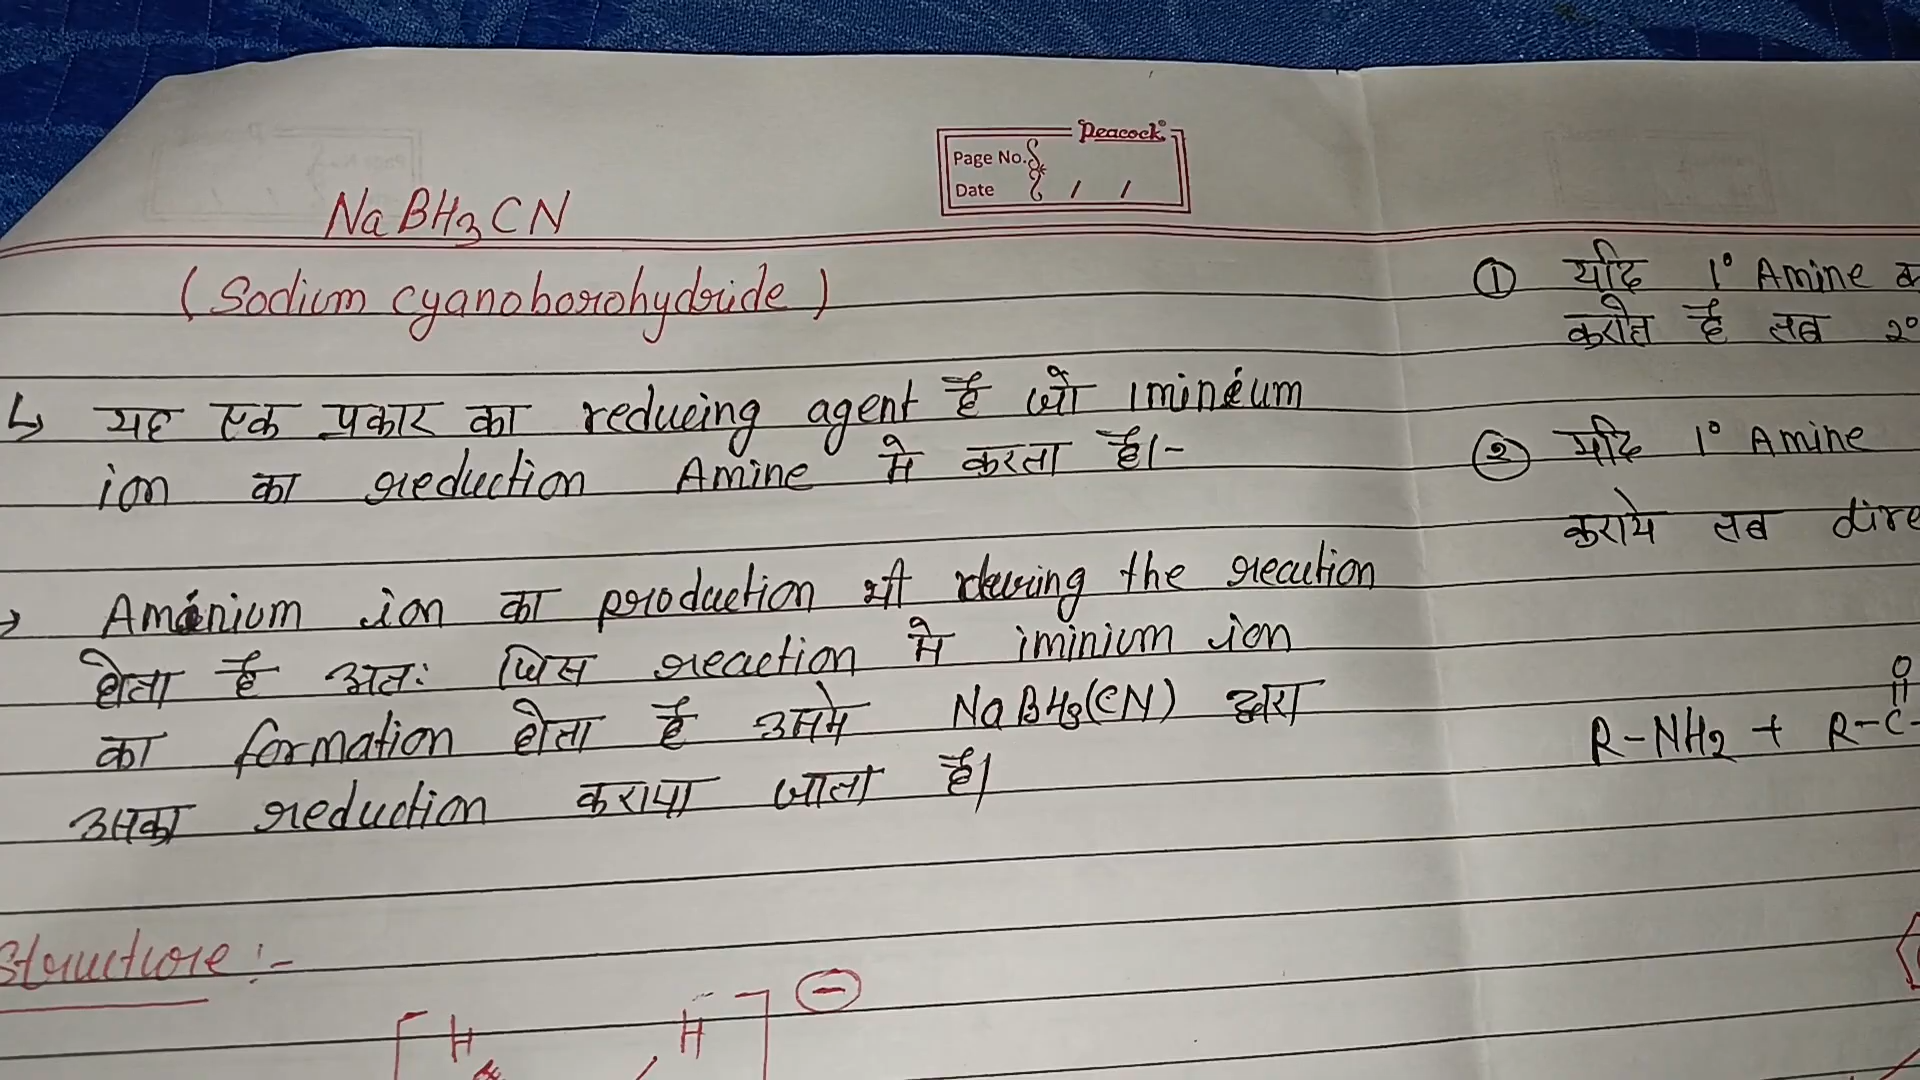 Peacock
Page No.
Date / /
NaBH3CN
(Sodium cyanoborohydride)
↳ यह एक प्रकार का reducing agent है जो iminium
ion का reduction Amine मे करता है।-
→ Aminium ion का production भी during the reaction
होता है अतः जिस reaction मे iminium ion
का formation होता है उसमे NaBH3(CN) द्वारा
उसका reduction कराया जाता है।
Structure :-
H H ⊖
① यदि 1° Amine
कराते है तब 2°
② यदि 1° Amine
कराये तब dire
O
R-NH2 + R-C-